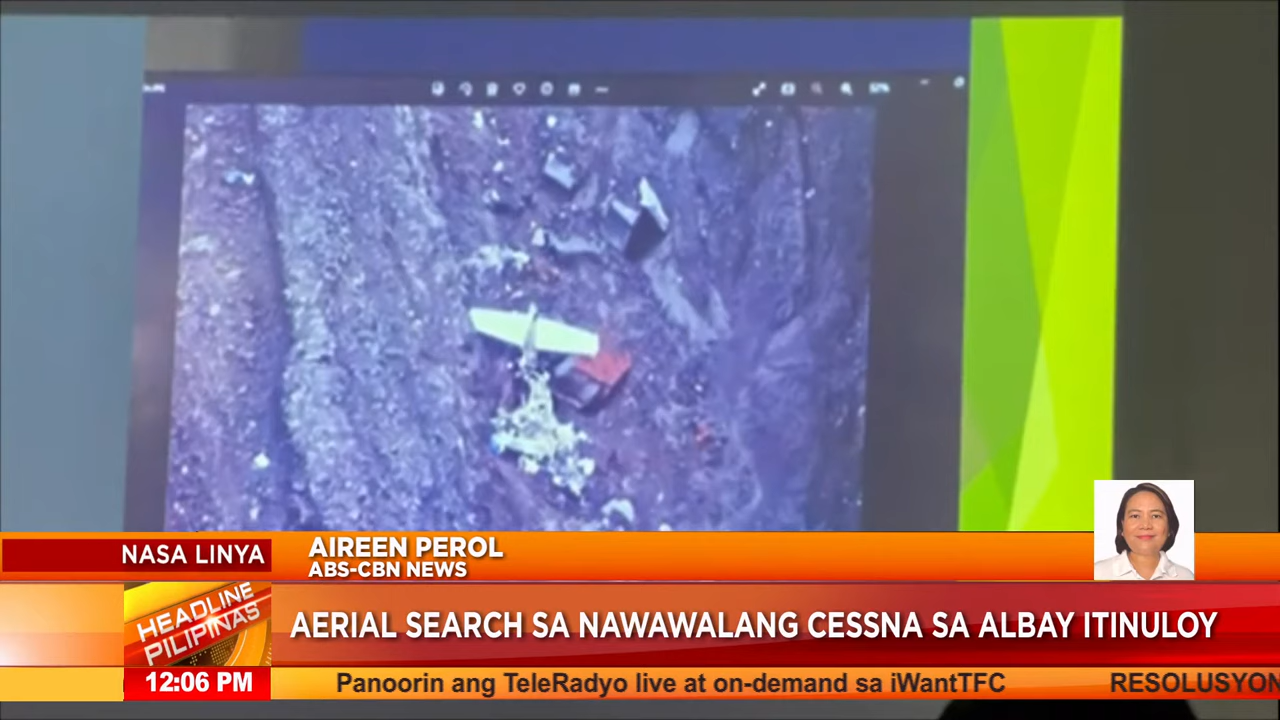 NASA LINYA
AIREEN PEROL
ABS-CBN NEWS
HEADLINE
PILIPINAS
AERIAL SEARCH SA NAWAWALANG CESSNA SA ALBAY ITINULOY
12:06 PM
Panoorin ang TeleRadyo live at on-demand sa iWantTFC
RESOLUSYON